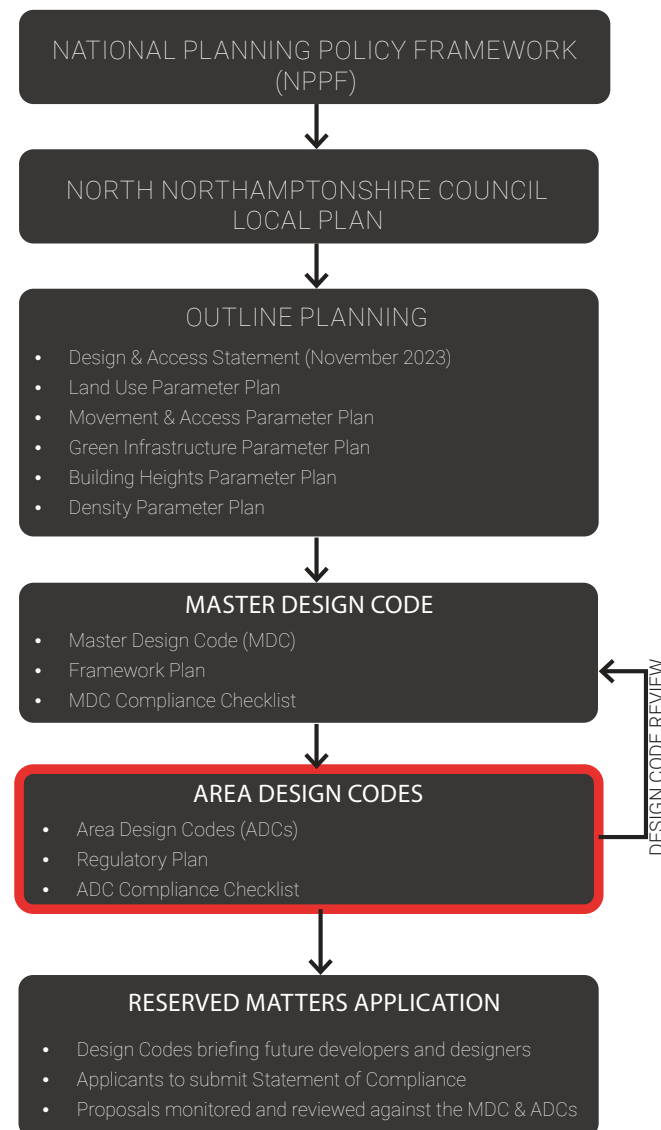 NATIONAL PLANNING POLICY FRAMEWORK
(NPPF)
NORTH NORTHAMPTONSHIRE COUNCIL
LOCAL PLAN
OUTLINE PLANNING
• Design & Access Statement (November 2023)
• Land Use Parameter Plan
• Movement & Access Parameter Plan
• Green Infrastructure Parameter Plan
• Building Heights Parameter Plan
• Density Parameter Plan
MASTER DESIGN CODE
• Master Design Code (MDC)
• Framework Plan
• MDC Compliance Checklist
DESIGN CODE REVIEW
AREA DESIGN CODES
• Area Design Codes (ADCs)
• Regulatory Plan
• ADC Compliance Checklist
RESERVED MATTERS APPLICATION
• Design Codes briefing future developers and designers
• Applicants to submit Statement of Compliance
• Proposals monitored and reviewed against the MDC & ADCs